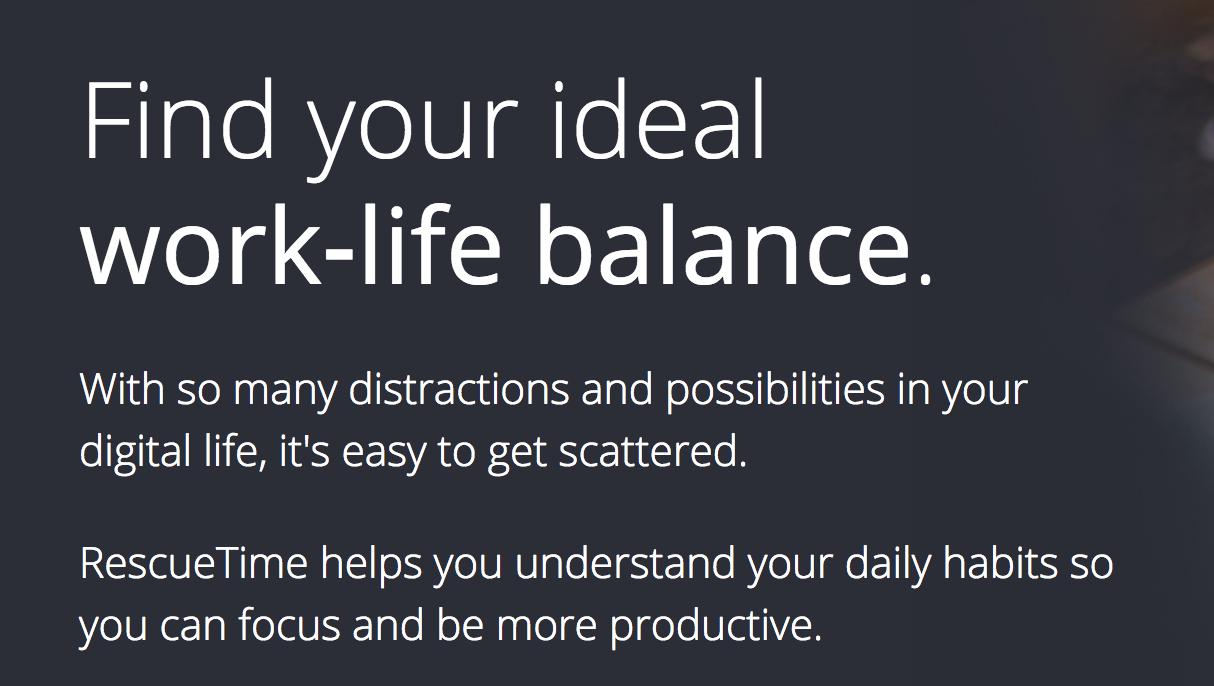 Find your ideal
work-life balance.
With so many distractions and possibilities in your
digital life, it's easy to get scattered.
RescueTime helps you understand your daily habits so
you can focus and be more productive.